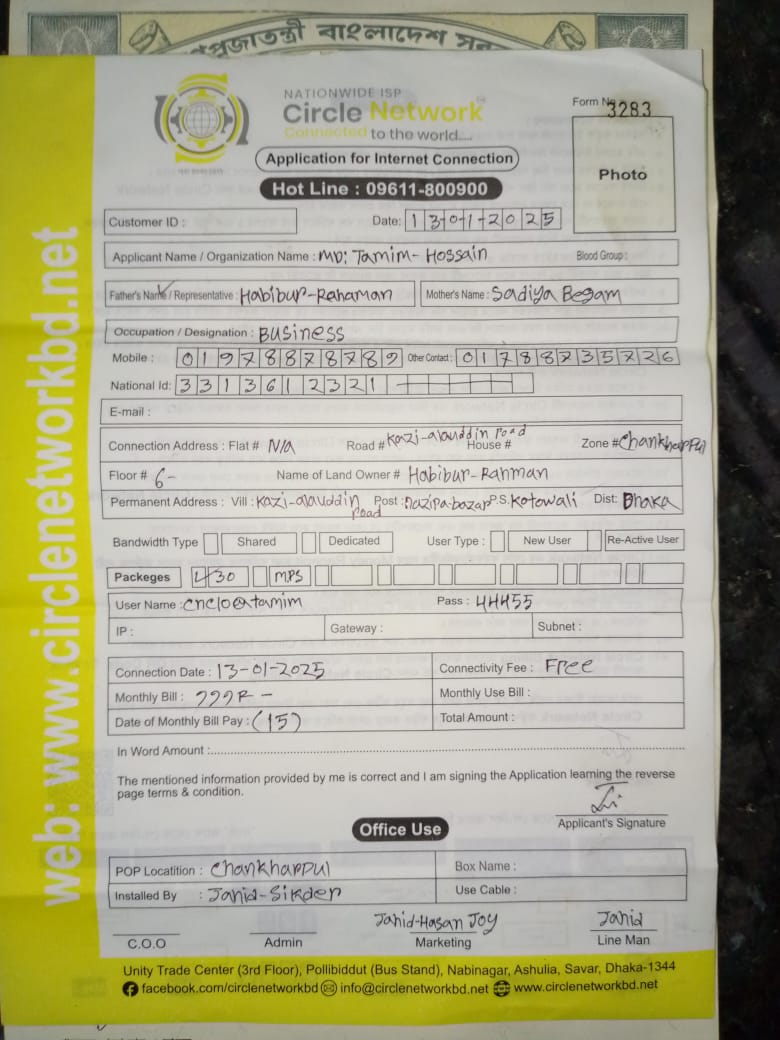 গণপ্রজাতন্ত্রী বাংলাদেশ
NATIONWIDE ISP
Circle Network
Connected to the world.....
Form No 3283
Photo
Application for Internet Connection
Hot Line : 09611-800900
Customer ID : Date: 13-01-2025
Applicant Name / Organization Name : MD: Tamim-Hossain Blood Group :
Father's Name / Representative : Habibur-Rahaman Mother's Name : Sadiya Begam
Occupation / Designation : Business
Mobile : 01978878789 Other Contact : 01788735726
National Id: 3313612321
E-mail :
Connection Address : Flat # N/A Road # Kazi-alauddin road House # Zone # Chankharpul
Floor # 6- Name of Land Owner # Habibur-Rahman
Permanent Address : Vill : Kazi-alauddin road Post : nazira-bazar P.S. Kotowali Dist: Dhaka
Bandwidth Type Shared Dedicated User Type : New User Re-Active User
Packeges 30 MPS
User Name : cnclo@tamim Pass : 44455
IP : Gateway : Subnet :
Connection Date : 13-01-2025 Connectivity Fee : Free
Monthly Bill : Monthly Use Bill :
Date of Monthly Bill Pay : (15) Total Amount :
In Word Amount :
The mentioned information provided by me is correct and I am signing the Application learning the reverse
page terms & condition.
Applicant's Signature
Office Use
POP Locatition : Chankharpul Box Name :
Installed By : Jahid-Sikder Use Cable :
Jahid-Hasan Joy Jahid
C.O.O Admin Marketing Line Man
Unity Trade Center (3rd Floor), Pollibiddut (Bus Stand), Nabinagar, Ashulia, Savar, Dhaka-1344
facebook.com/circlenetworkbd info@circlenetworkbd.net www.circlenetworkbd.net
web: www.circlenetworkbd.net